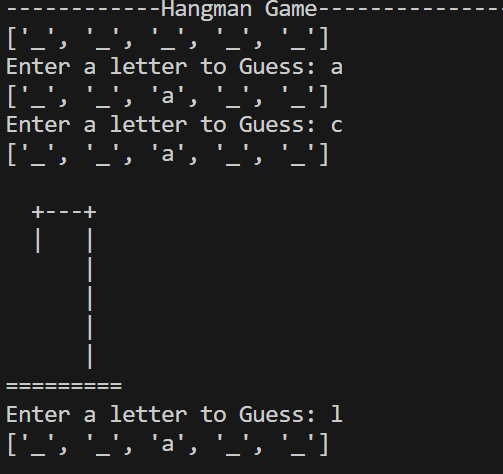 ------------Hangman Game---------------
['_', '_', '_', '_', '_']
Enter a letter to Guess: a
['_', '_', 'a', '_', '_']
Enter a letter to Guess: c
['_', '_', 'a', '_', '_']

  +---+
  |   |
      |
      |
      |
      |
=========
Enter a letter to Guess: l
['_', '_', 'a', '_', '_']